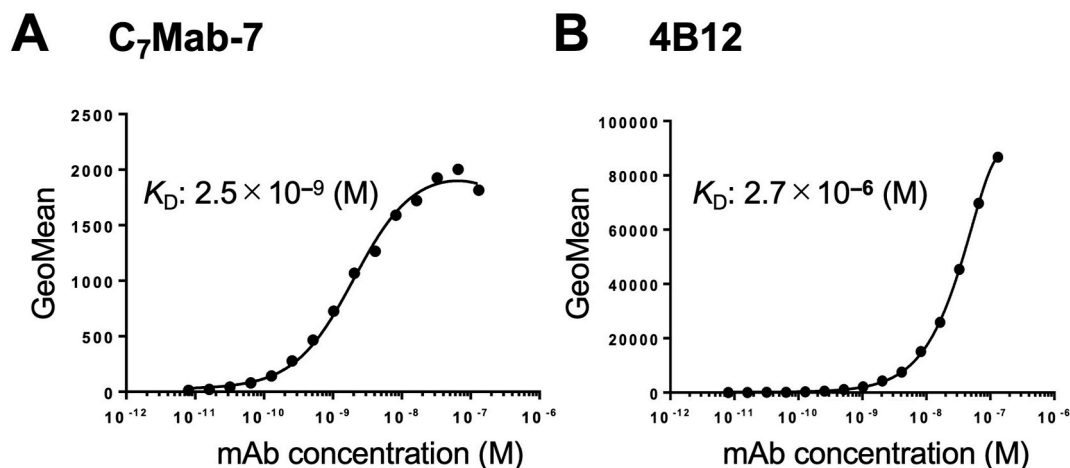 A C₇Mab-7
2500
2000
1500
1000
500
0
GeoMean
K_D: 2.5×10⁻⁹ (M)
10⁻¹² 10⁻¹¹ 10⁻¹⁰ 10⁻⁹ 10⁻⁸ 10⁻⁷ 10⁻⁶
mAb concentration (M)
B 4B12
100000
80000
60000
40000
20000
0
GeoMean
K_D: 2.7×10⁻⁶ (M)
10⁻¹² 10⁻¹¹ 10⁻¹⁰ 10⁻⁹ 10⁻⁸ 10⁻⁷ 10⁻⁶
mAb concentration (M)